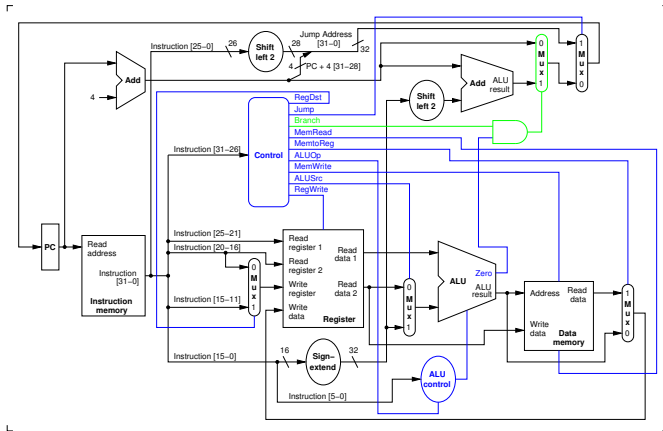 Instruction [25−0]
26
Shift
left 2
28
Jump Address
[31−0]
32
4
PC + 4 [31−28]
Add
4
0
M
u
x
1
1
M
u
x
0
Add
ALU
result
Shift
left 2
RegDst
Jump
Branch
MemRead
MemtoReg
ALUOp
MemWrite
ALUSrc
RegWrite
Control
Instruction [31−26]
PC
Read
address
Instruction
[31−0]
Instruction
memory
Instruction [25−21]
Instruction [20−16]
Instruction [15−11]
0
M
u
x
1
Read
register 1
Read
register 2
Write
register
Write
data
Read
data 1
Read
data 2
Register
0
M
u
x
1
ALU
Zero
ALU
result
Address
Read
data
Write
data
Data
memory
1
M
u
x
0
Instruction [15−0]
16
Sign−
extend
32
Instruction [5−0]
ALU
control